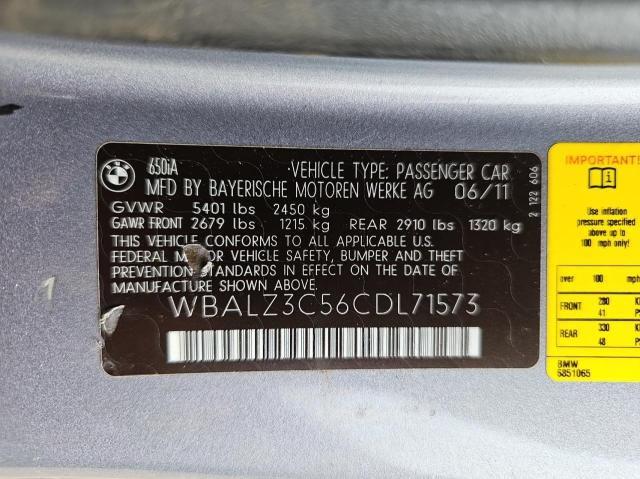 650iA
VEHICLE TYPE: PASSENGER CAR
MFD BY BAYERISCHE MOTOREN WERKE AG 06/11
GVWR 5401 lbs 2450 kg
GAWR FRONT 2679 lbs 1215 kg REAR 2910 lbs 1320 kg
THIS VEHICLE CONFORMS TO ALL APPLICABLE U.S.
FEDERAL MOTOR VEHICLE SAFETY, BUMPER AND THEFT
PREVENTION STANDARDS IN EFFECT ON THE DATE OF
MANUFACTURE SHOWN ABOVE.
WBALZ3C56CDL71573
2 122 606
IMPORTANT!
Use inflation
pressure specified
above by up to
100 mph only!
over 100 mph
FRONT 280
41
REAR 330
48
BMW
6851065